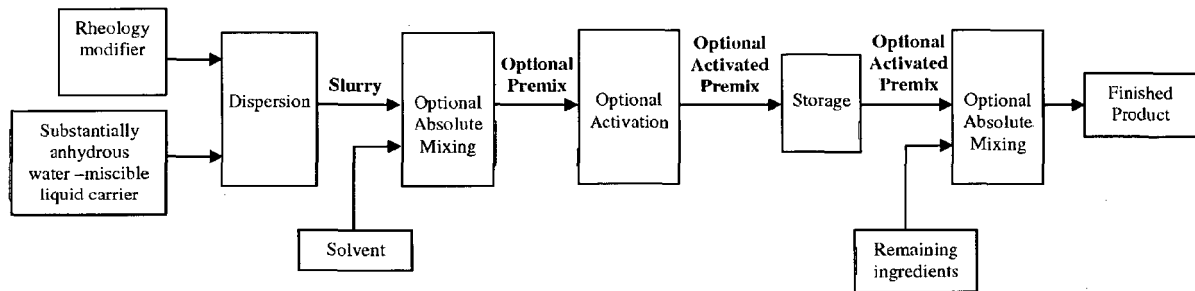 Rheology
modifier
Substantially
anhydrous
water –miscible
liquid carrier
Dispersion
Slurry
Optional
Absolute
Mixing
Solvent
Optional
Premix
Optional
Activation
Optional
Activated
Premix
Storage
Optional
Activated
Premix
Optional
Absolute
Mixing
Remaining
ingredients
Finished
Product